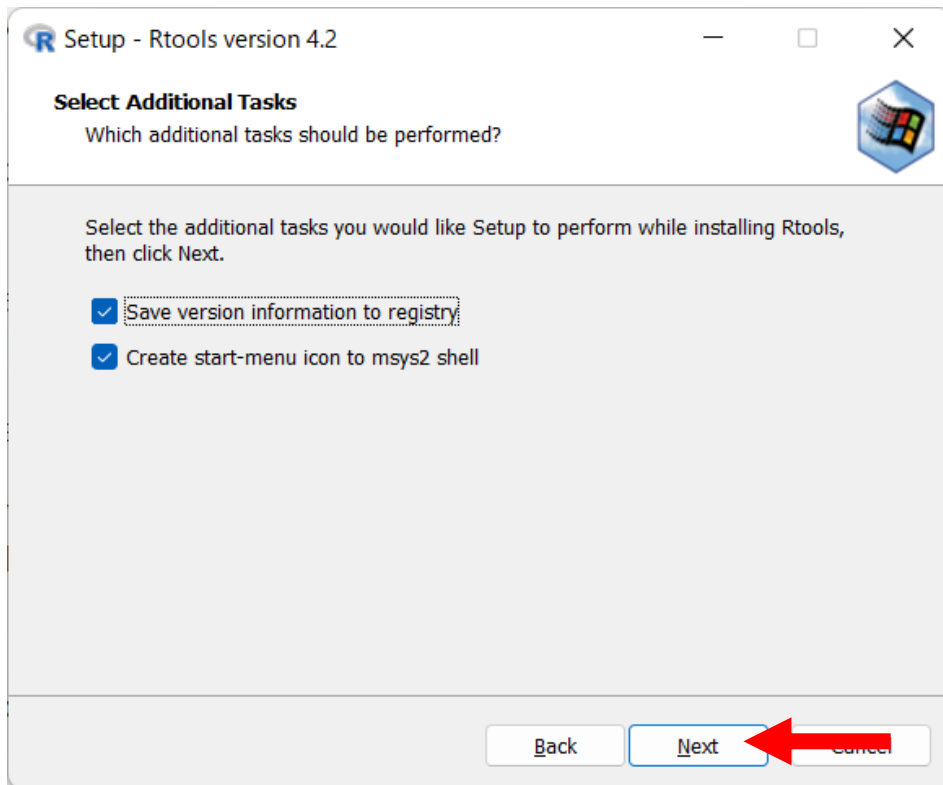 Setup - Rtools version 4.2
Select Additional Tasks
Which additional tasks should be performed?
Select the additional tasks you would like Setup to perform while installing Rtools,
then click Next.
Save version information to registry
Create start-menu icon to msys2 shell
Back Next Cancel